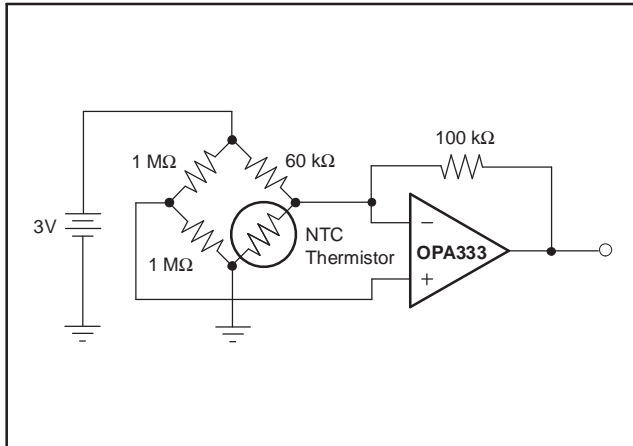 1 MΩ
60 kΩ
100 kΩ
3V
1 MΩ
NTC
Thermistor
−
OPA333
+